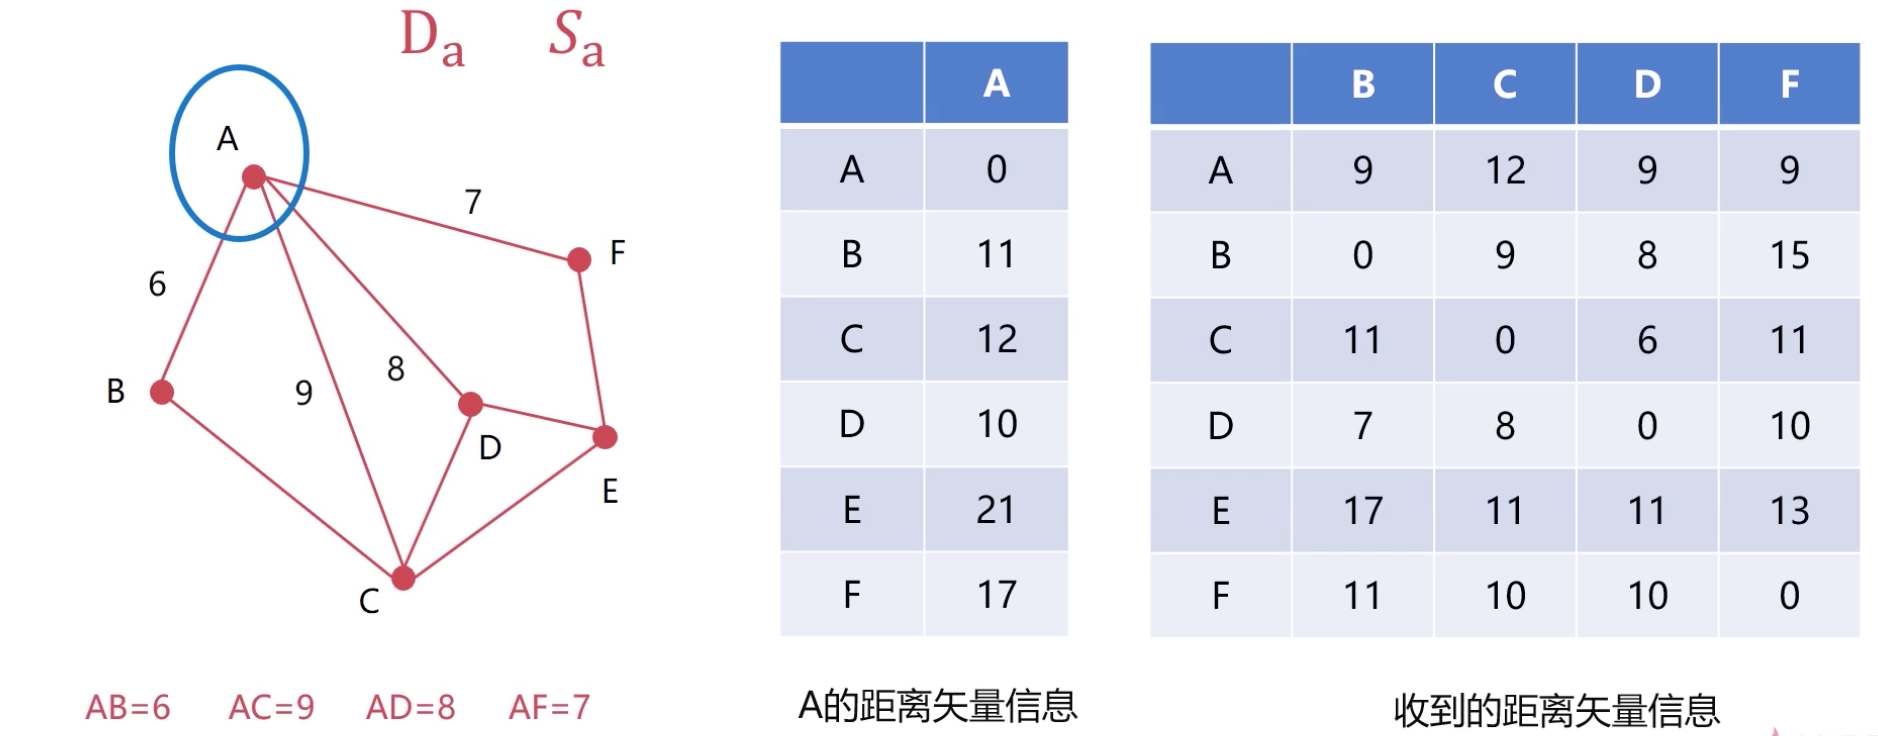 Da Sa
A
7
F
6
8
9
B
D
E
C
AB=6 AC=9 AD=8 AF=7
A
A 0
B 11
C 12
D 10
E 21
F 17
A的距离矢量信息
B C D F
A 9 12 9 9
B 0 9 8 15
C 11 0 6 11
D 7 8 0 10
E 17 11 11 13
F 11 10 10 0
收到的距离矢量信息